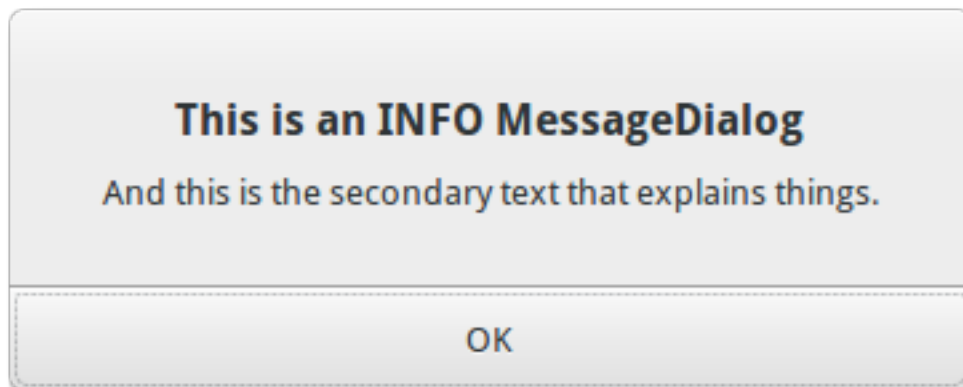 This is an INFO MessageDialog
And this is the secondary text that explains things.
OK